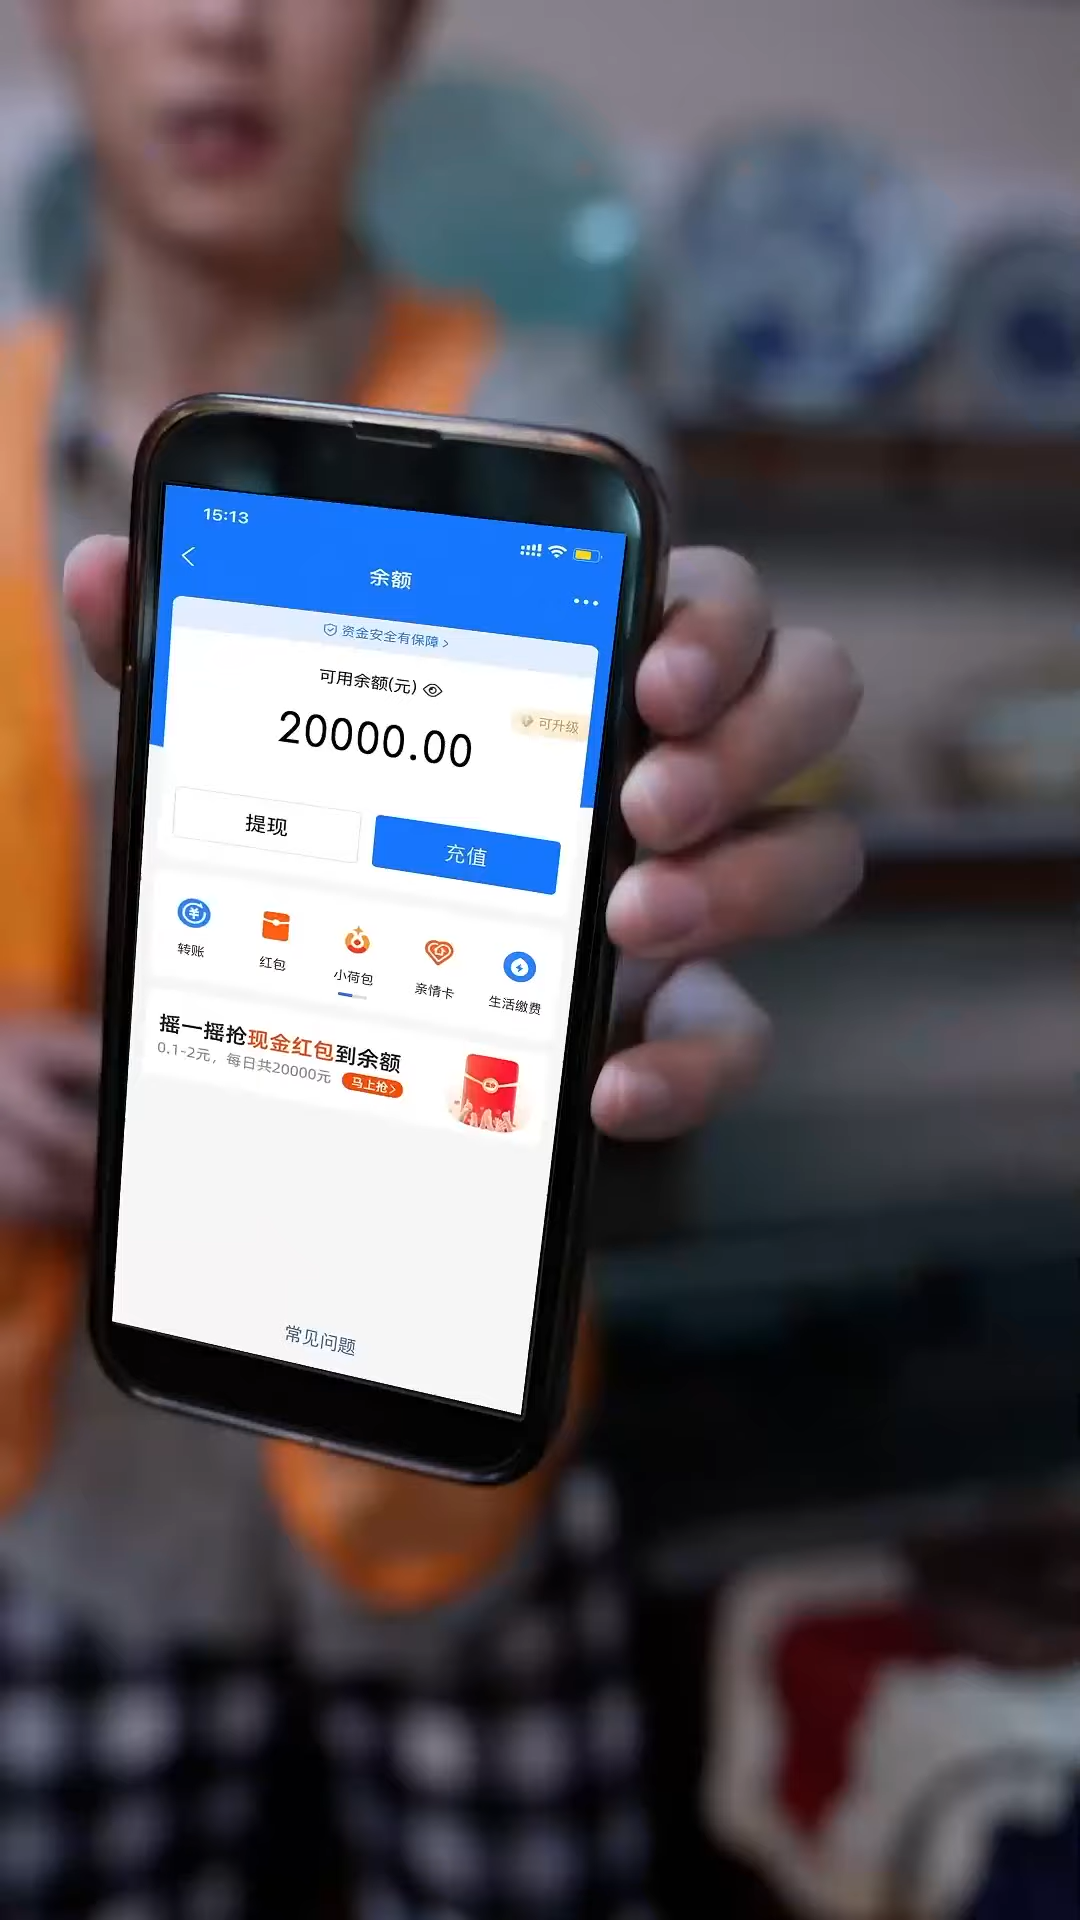 15:13
余额
资金安全有保障 >
可用余额(元)
20000.00
可升级
提现
充值
转账
红包
小荷包
亲情卡
生活缴费
摇一摇抢现金红包到余额
0.1-2元，每日共20000元 马上抢>
常见问题